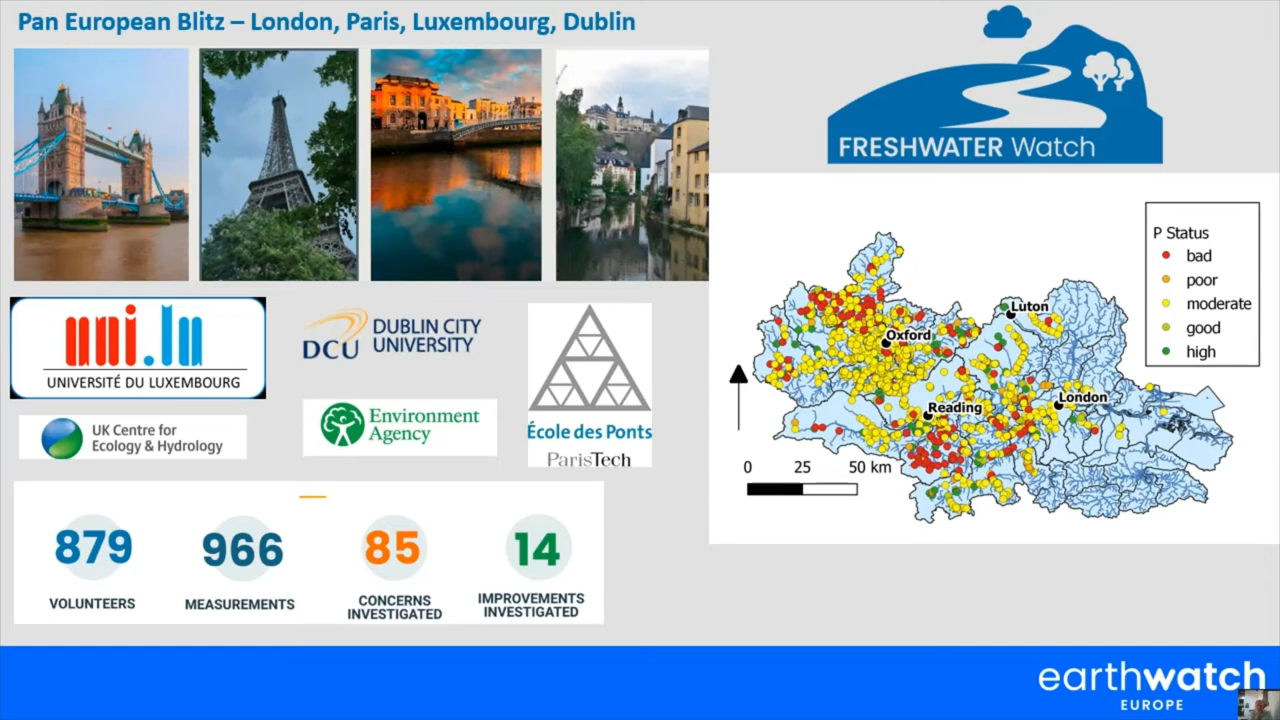 Pan European Blitz – London, Paris, Luxembourg, Dublin
FRESHWATER Watch
uni.lu
UNIVERSITÉ DU LUXEMBOURG
DCU
DUBLIN CITY
UNIVERSITY
École des Ponts
ParisTech
UK Centre for
Ecology & Hydrology
Environment
Agency
P Status
bad
poor
moderate
good
high
Luton
Oxford
London
Reading
0 25 50 km
879
VOLUNTEERS
966
MEASUREMENTS
85
CONCERNS
INVESTIGATED
14
IMPROVEMENTS
INVESTIGATED
earthwatch
EUROPE